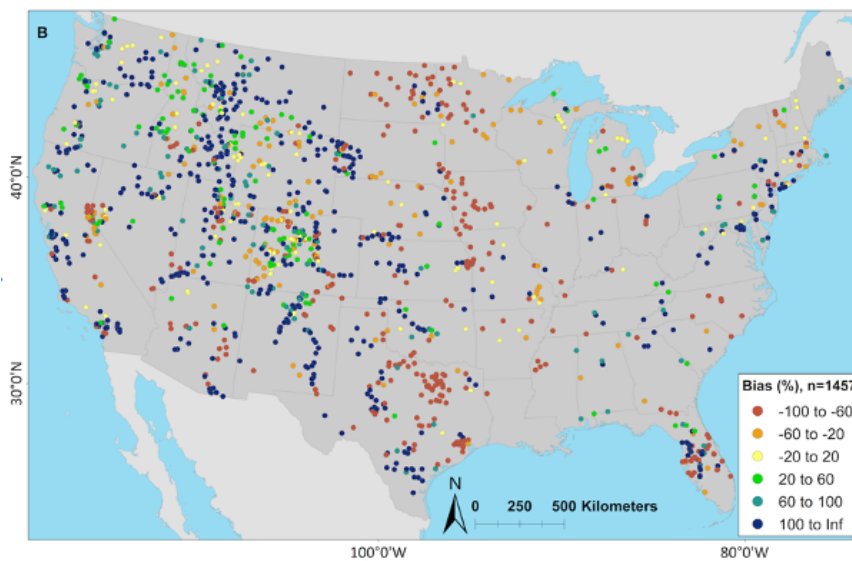 B
40°0'N
30°0'N
Bias (%), n=1457
-100 to -60
-60 to -20
-20 to 20
20 to 60
60 to 100
100 to Inf
N
0 250 500 Kilometers
100°0'W
80°0'W